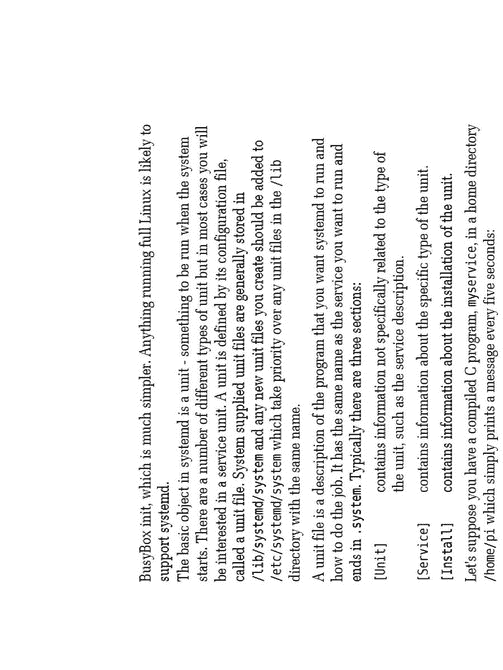 BusyBox init, which is much simpler. Anything running full Linux is likely to
support systemd.
The basic object in systemd is a unit - something to be run when the system
starts. There are a number of different types of unit but in most cases you will
be interested in a service unit. A unit is defined by its configuration file,
called a unit file. System supplied unit files are generally stored in
/lib/systemd/system and any new unit files you create should be added to
/etc/systemd/system which take priority over any unit files in the /lib
directory with the same name.
A unit file is a description of the program that you want systemd to run and
how to do the job. It has the same name as the service you want to run and
ends in .system. Typically there are three sections:
[Unit] contains information not specifically related to the type of
the unit, such as the service description.
[Service] contains information about the specific type of the unit.
[Install] contains information about the installation of the unit.
Let's suppose you have a compiled C program, myservice, in a home directory
/home/pi which simply prints a message every five seconds: